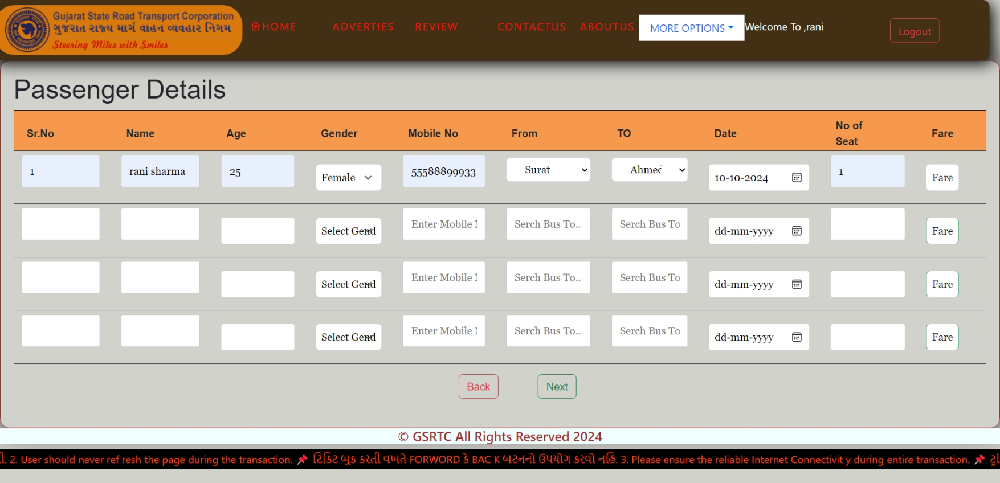 Gujarat State Road Transport Corporation
ગુજરાત રાજ્ય માર્ગ વાહન વ્યવહાર નિગમ
Steering Miles with Smiles
HOME ADVERTIES REVIEW CONTACTUS ABOUTUS MORE OPTIONS Welcome To ,rani Logout
Passenger Details
Sr.No Name Age Gender Mobile No From TO Date No of Seat Fare
1 rani sharma 25 Female 55588899933 Surat Ahmed 10-10-2024 1 Fare
Select Gend Enter Mobile N Serch Bus To... Serch Bus To dd-mm-yyyy Fare
Select Gend Enter Mobile N Serch Bus To... Serch Bus To dd-mm-yyyy Fare
Select Gend Enter Mobile N Serch Bus To... Serch Bus To dd-mm-yyyy Fare
Back Next
© GSRTC All Rights Reserved 2024
. 2. User should never ref resh the page during the transaction. 📌 ટિકિટ બુક કરતી વખતે FORWORD કે BAC K બટનનો ઉપયોગ કરવો નહિ. 3. Please ensure the reliable Internet Connectivit y during entire transaction. 📌